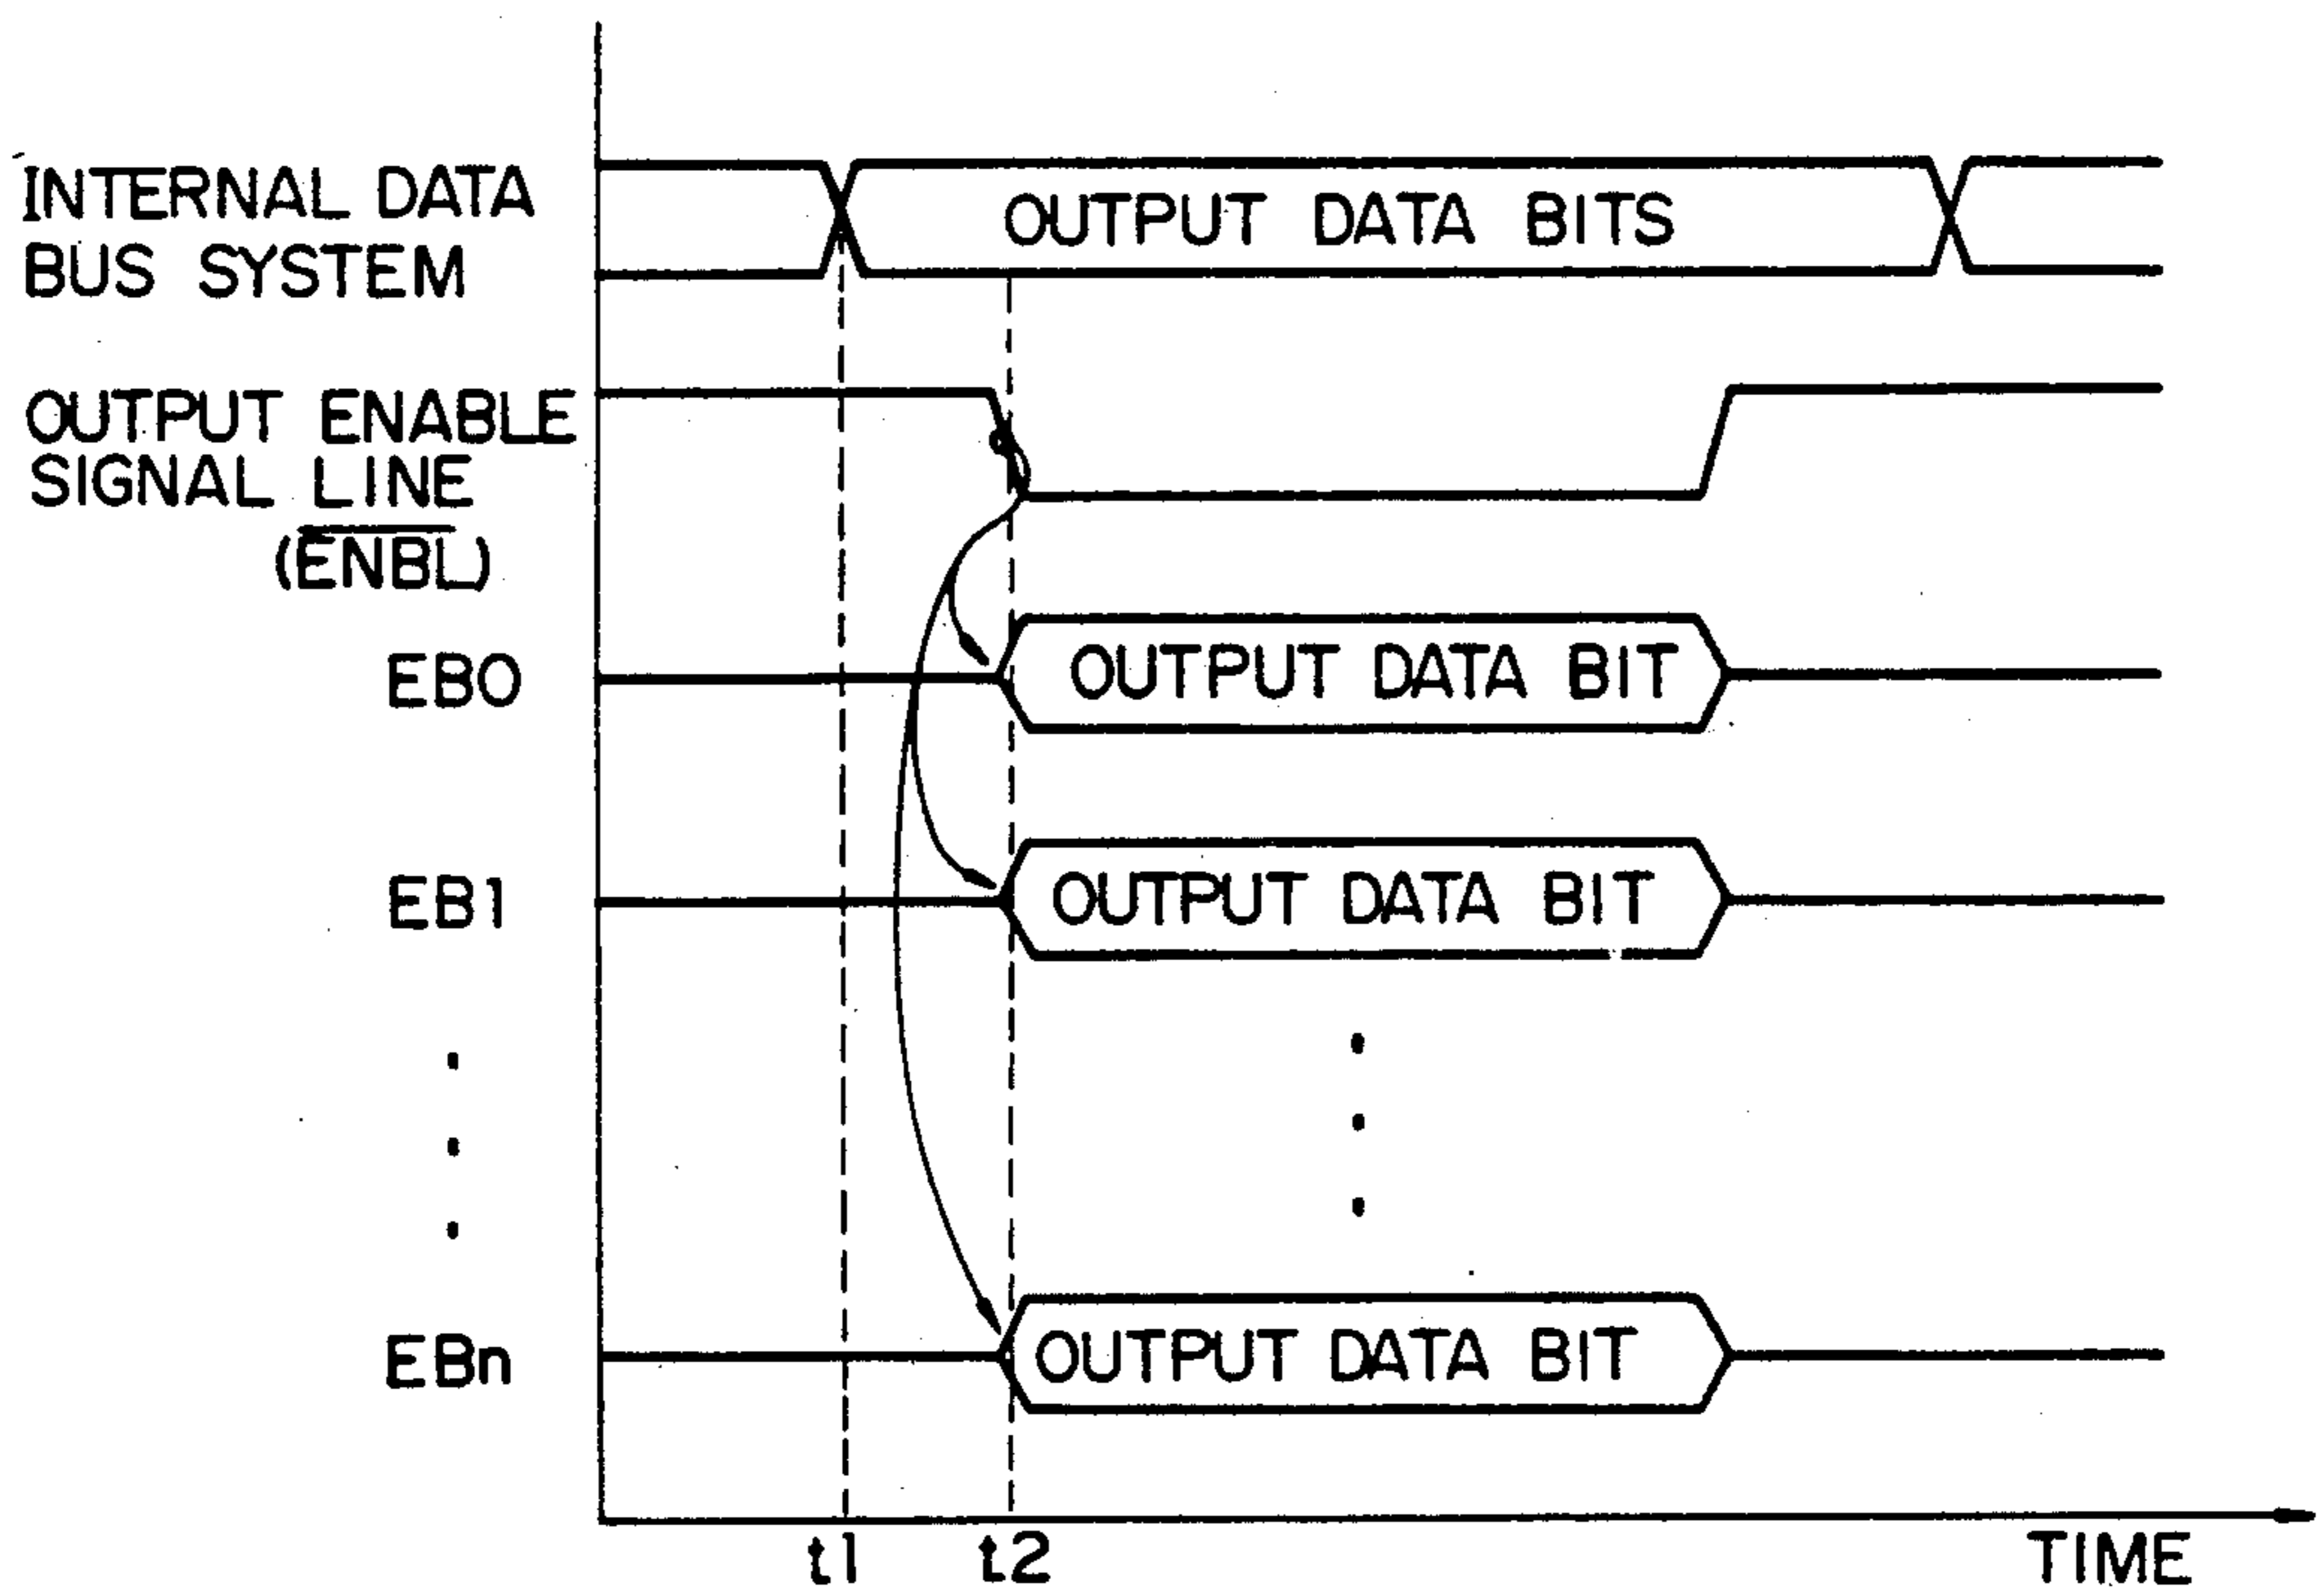 INTERNAL DATA
BUS SYSTEM
OUTPUT DATA BITS
OUTPUT ENABLE
SIGNAL LINE
(ENBL)
EB0
OUTPUT DATA BIT
EB1
OUTPUT DATA BIT
EBn
OUTPUT DATA BIT
t1 t2
TIME